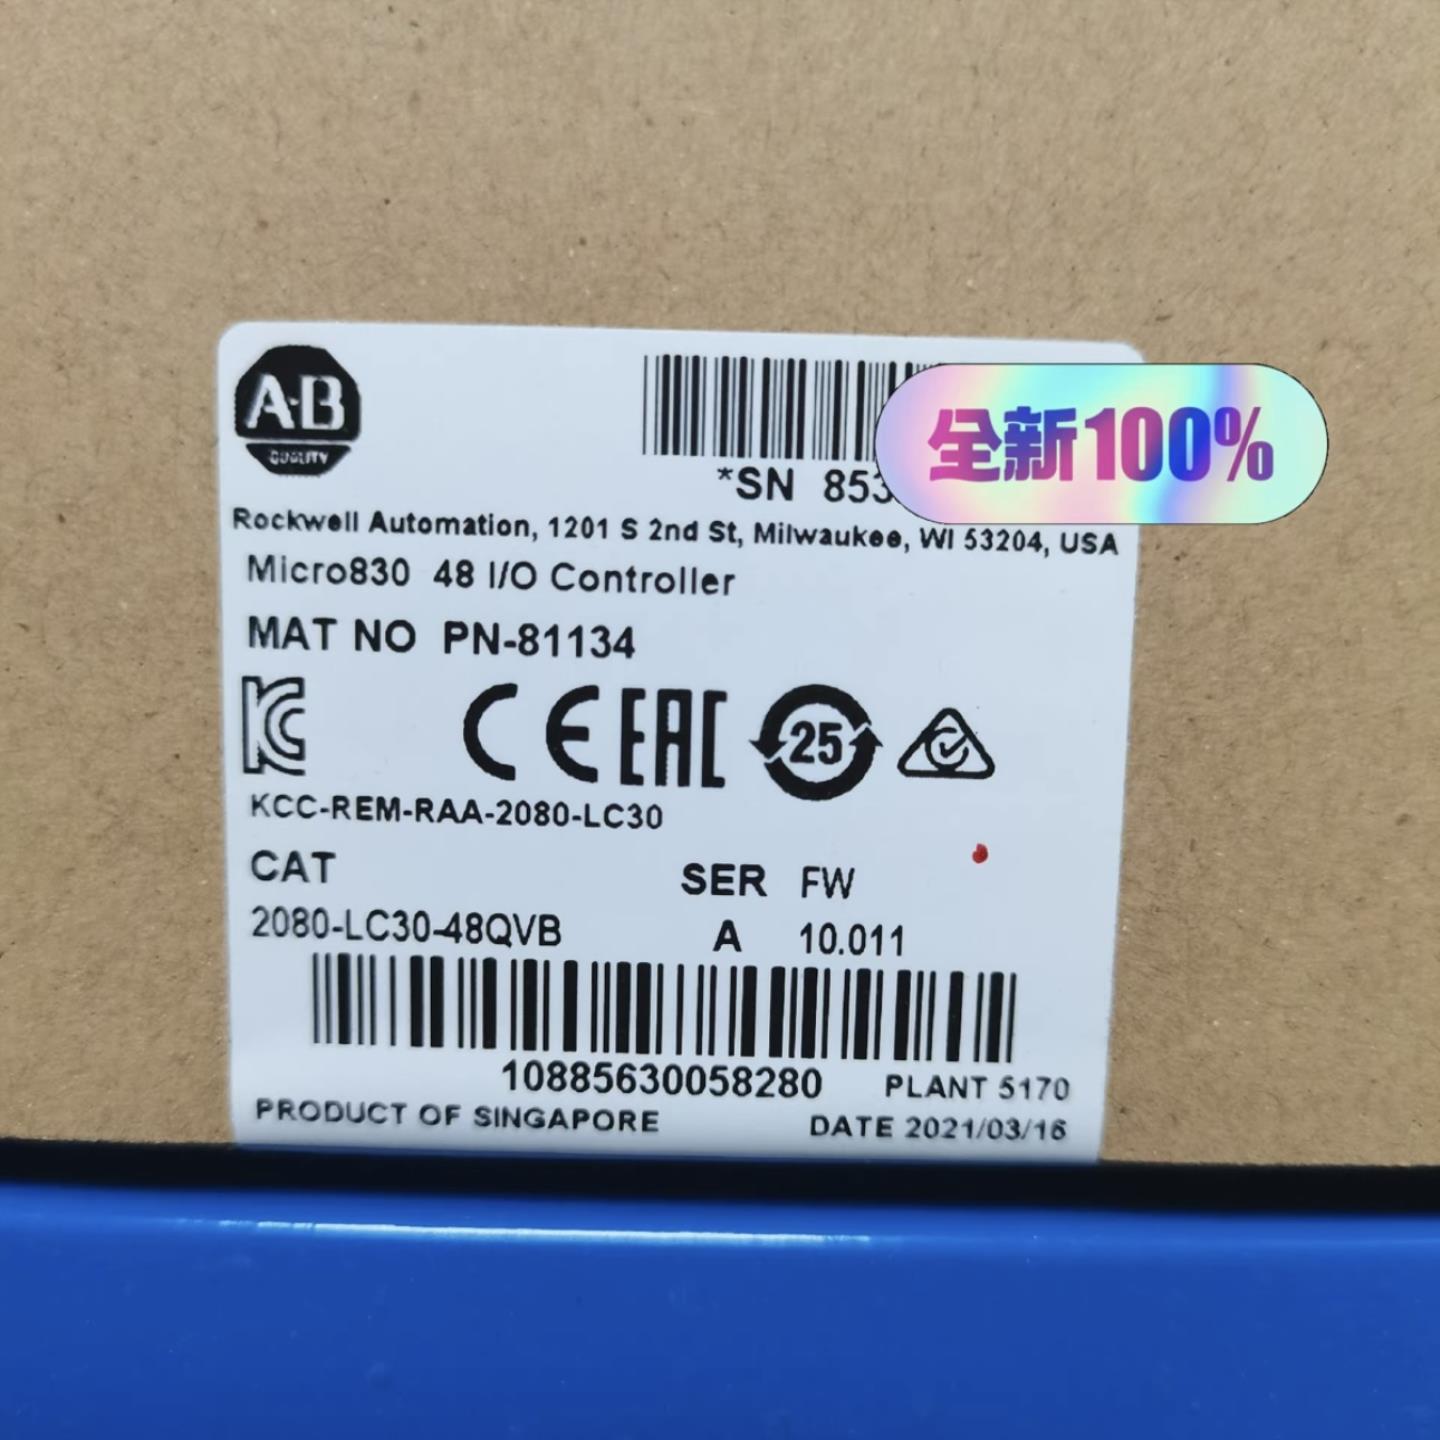 A·B
QUALITY
*SN 853
全新100%
Rockwell Automation, 1201 S 2nd St, Milwaukee, WI 53204, USA
Micro830 48 I/O Controller
MAT NO PN-81134
CE EAC 25
KCC-REM-RAA-2080-LC30
CAT SER FW
2080-LC30-48QVB A 10.011
10885630058280 PLANT 5170
PRODUCT OF SINGAPORE DATE 2021/03/16